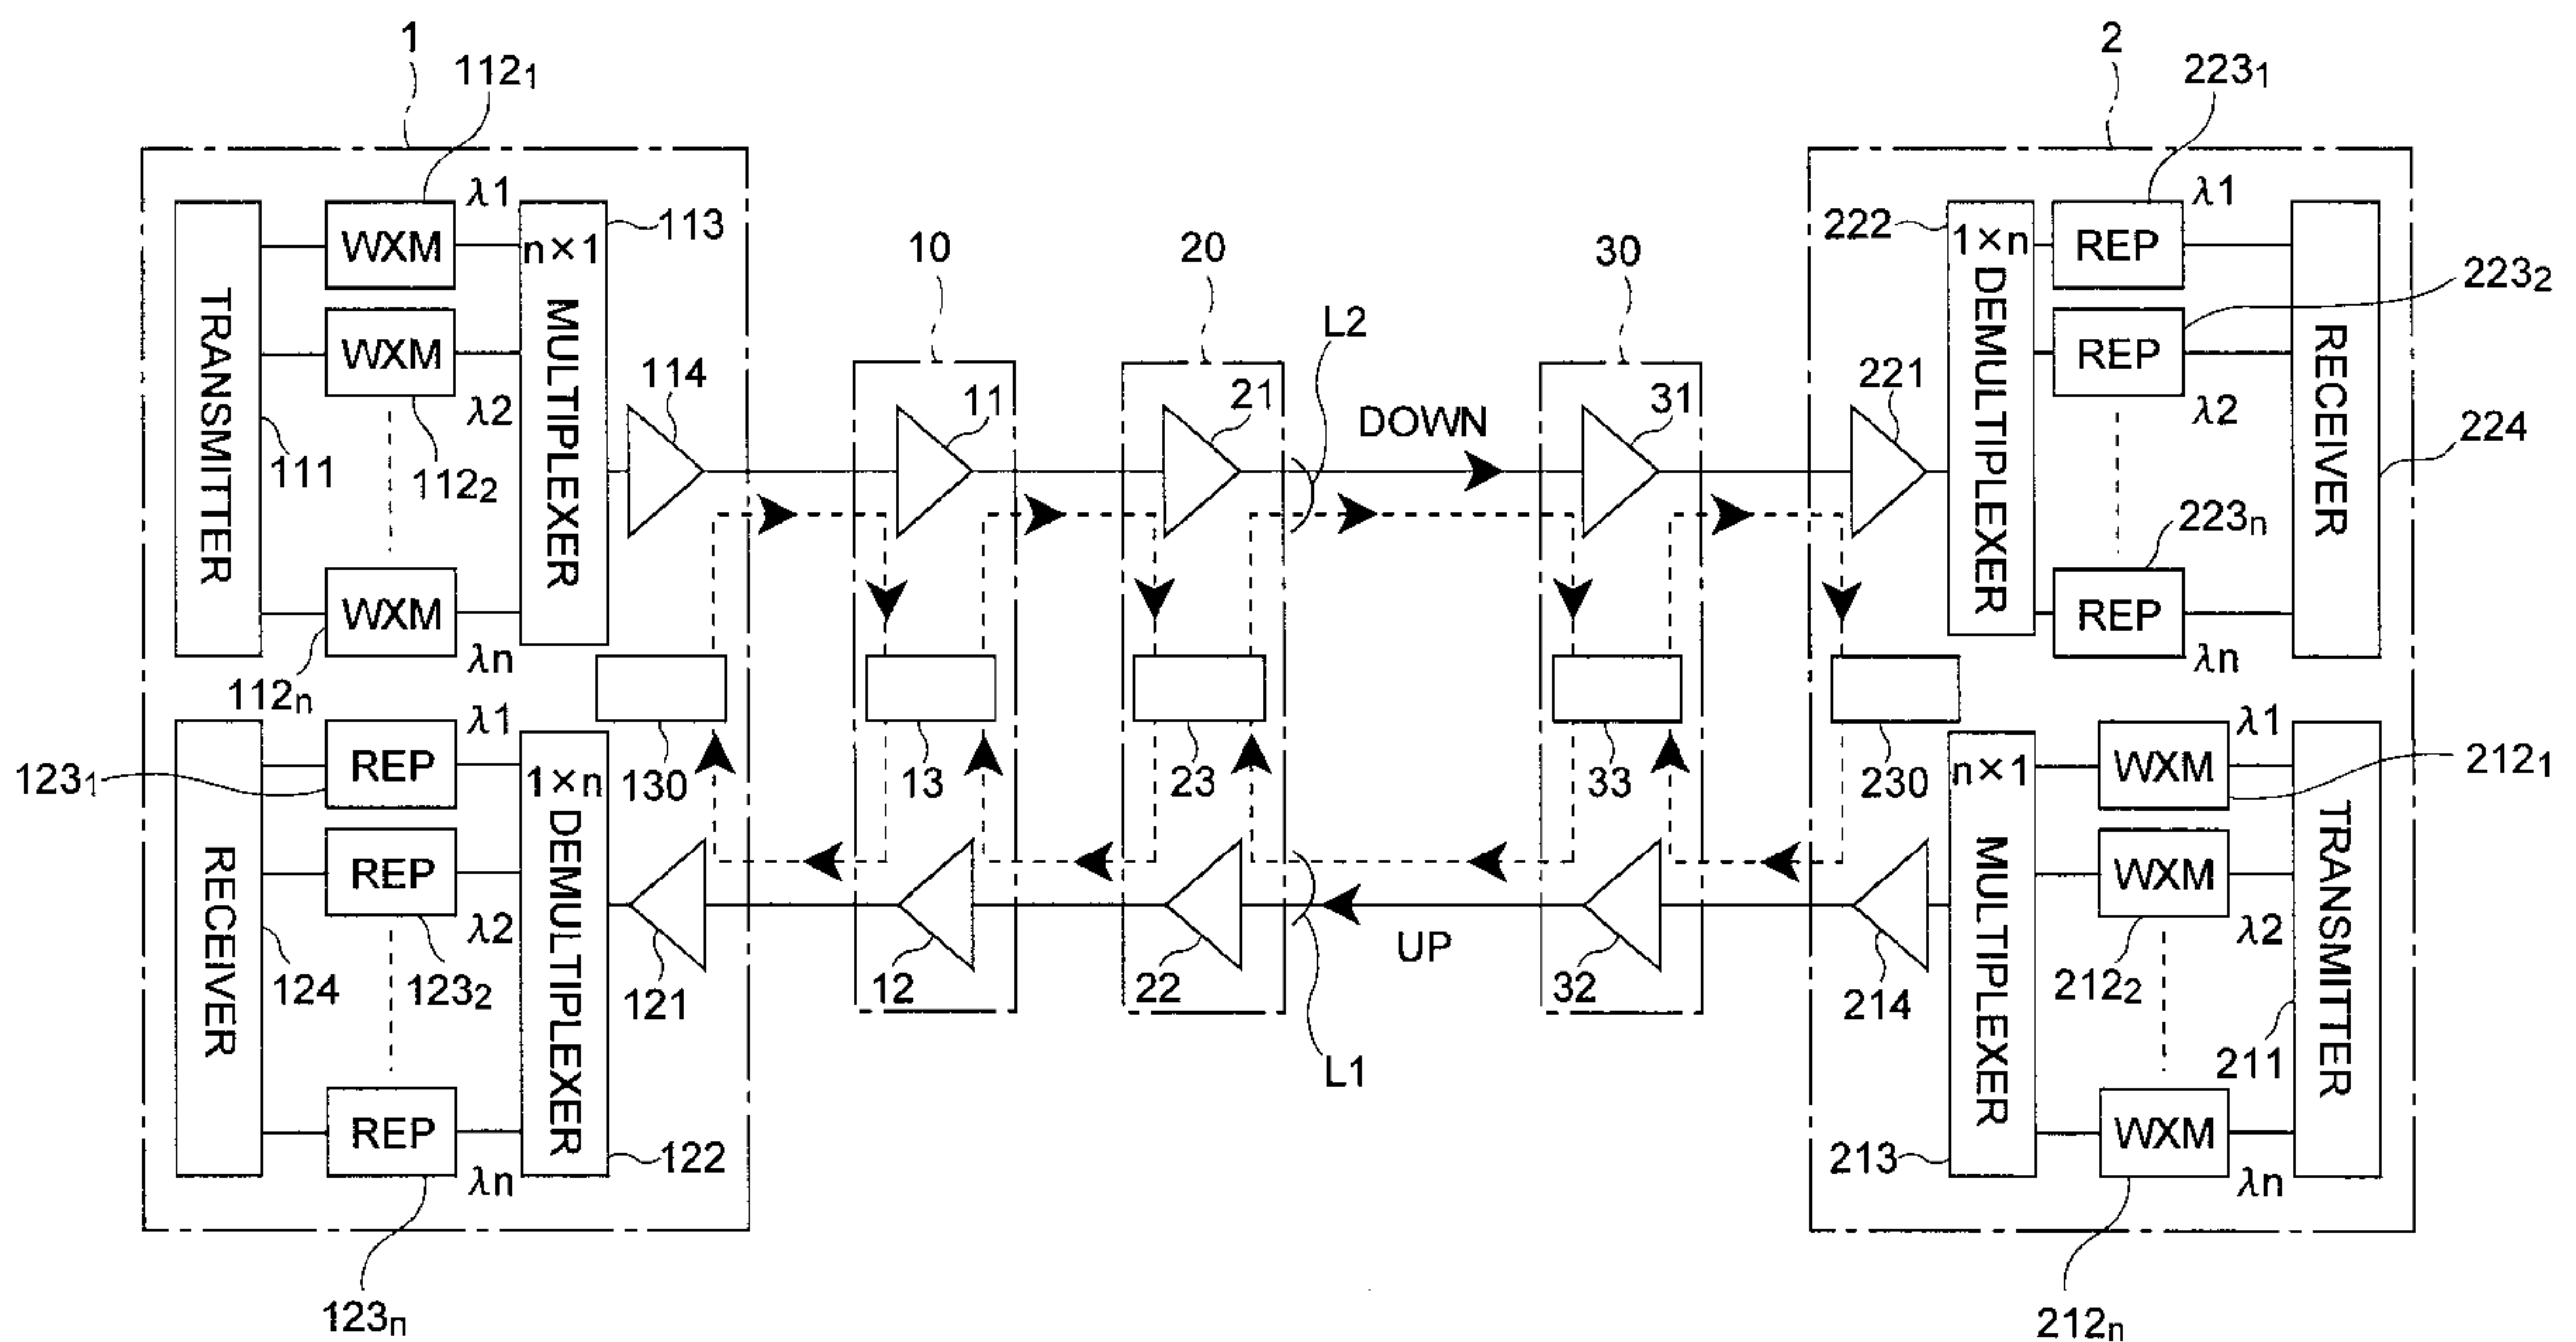 1
112₁
λ1
WXM
n×1
113
TRANSMITTER
WXM
MULTIPLEXER
111
112₂
λ2
114
WXM
112ₙ
λn
10
11
20
21
L2
DOWN
30
31
2
223₁
222
1×n
REP
λ1
223₂
DEMULTIPLEXER
REP
λ2
RECEIVER
221
224
223ₙ
REP
λn
130
13
23
33
230
123₁
REP
λ1
1×n
RECEIVER
REP
DEMULTIPLEXER
124
123₂
λ2
121
REP
122
λn
123ₙ
12
22
UP
L1
32
214
n×1
WXM
λ1
212₁
MULTIPLEXER
WXM
λ2
TRANSMITTER
212₂
211
213
WXM
λn
212ₙ